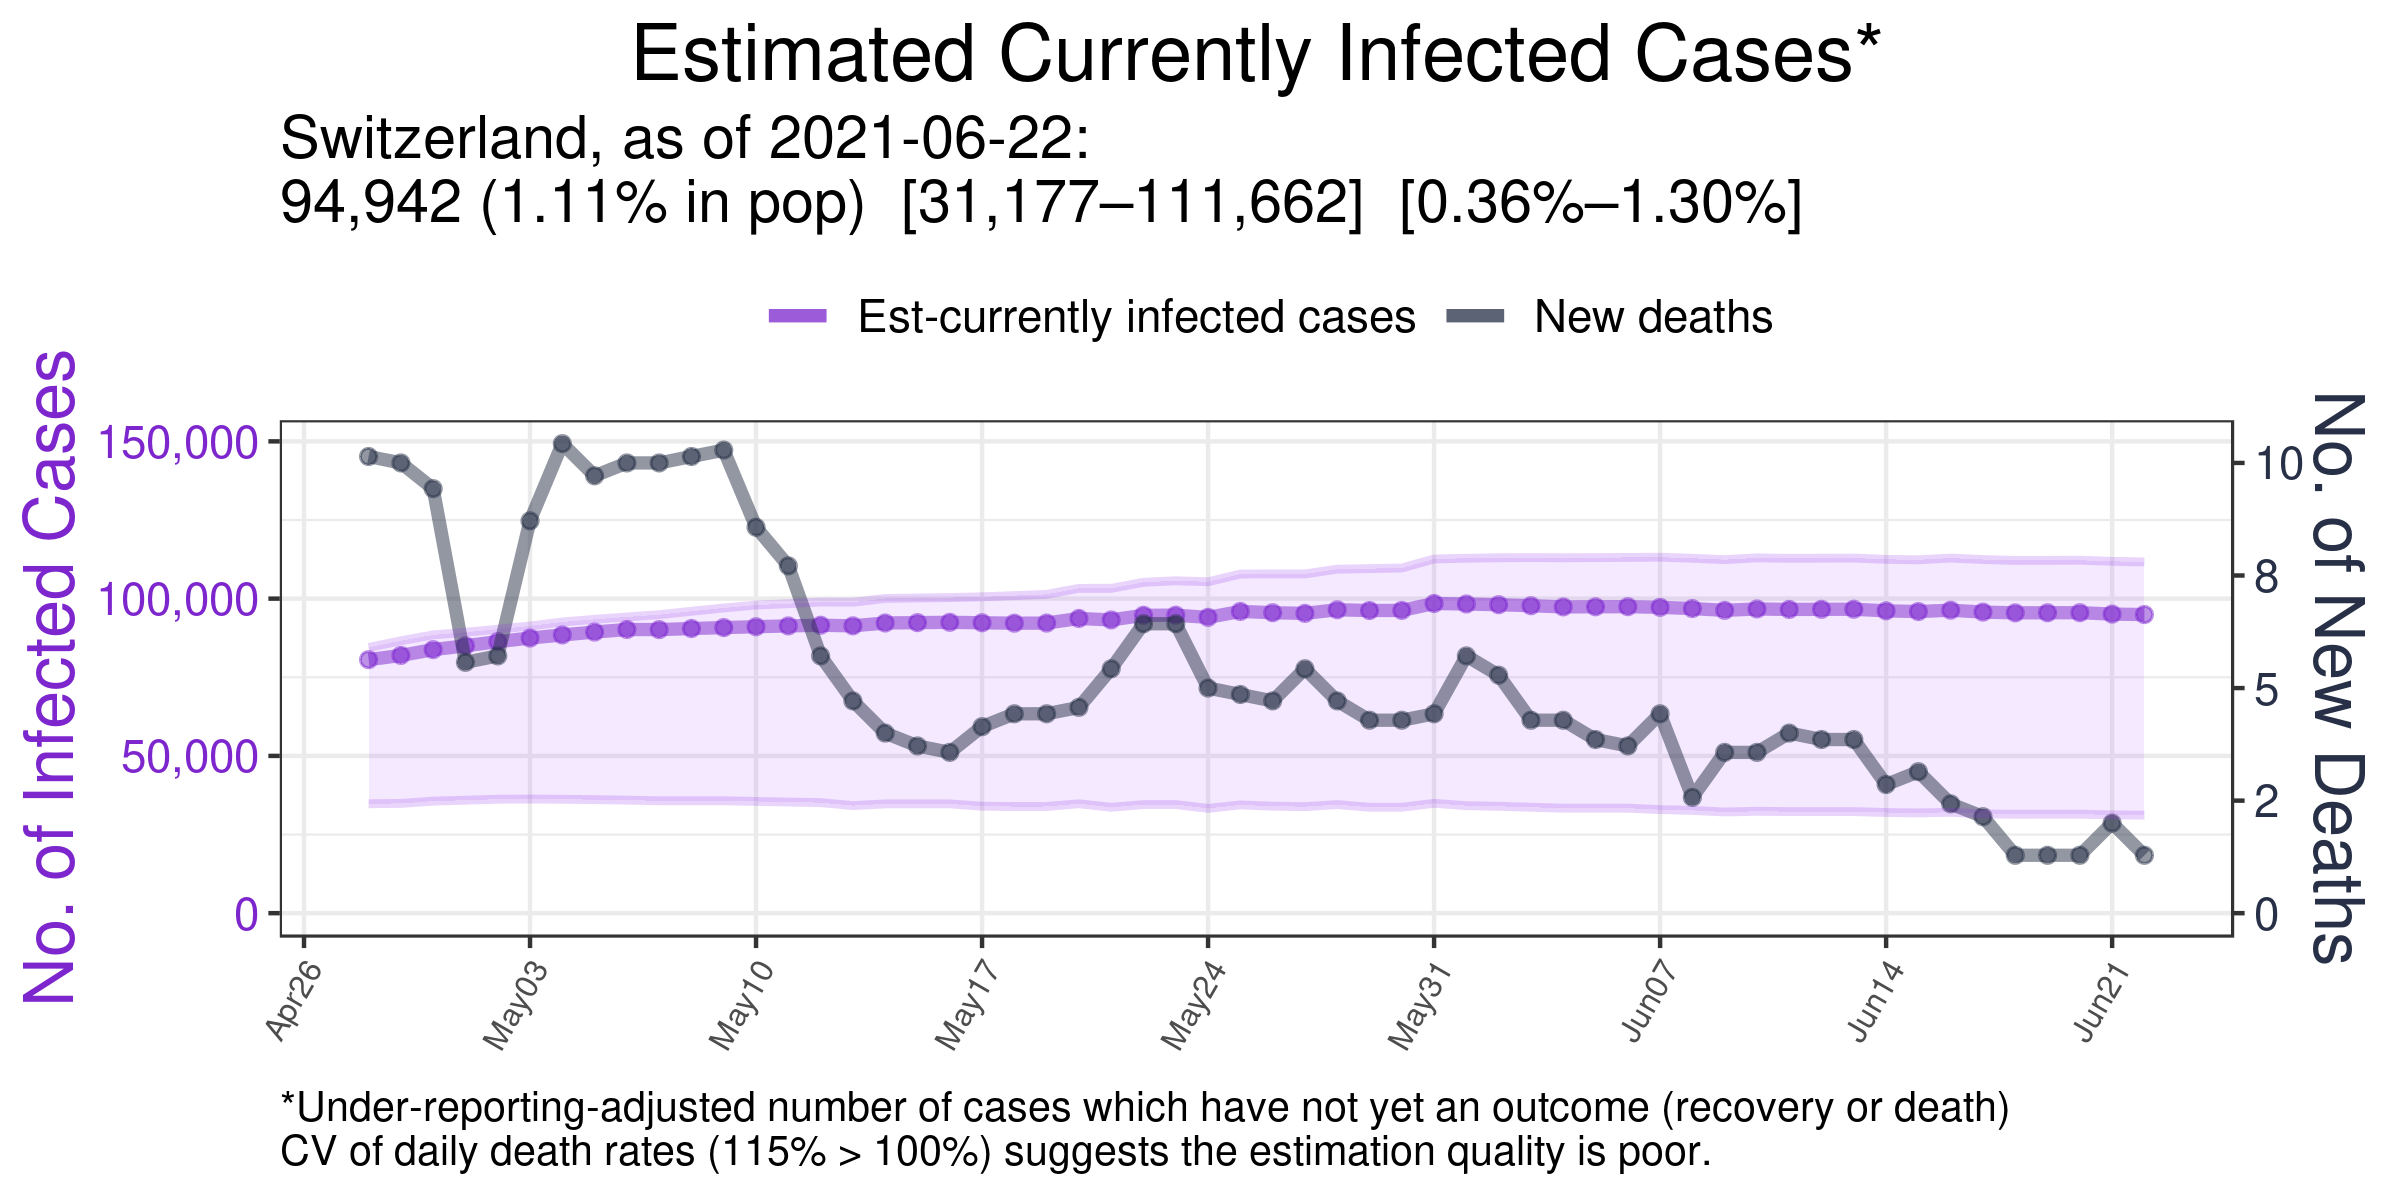 Estimated Currently Infected Cases*
Switzerland, as of 2021-06-22:
94,942 (1.11% in pop)  [31,177–111,662]  [0.36%–1.30%]
Est-currently infected cases
New deaths
No. of Infected Cases
150,000
100,000
50,000
0
10
8
5
2
0
No. of New Deaths
Apr26
May03
May10
May17
May24
May31
Jun07
Jun14
Jun21
*Under-reporting-adjusted number of cases which have not yet an outcome (recovery or death)
CV of daily death rates (115% > 100%) suggests the estimation quality is poor.